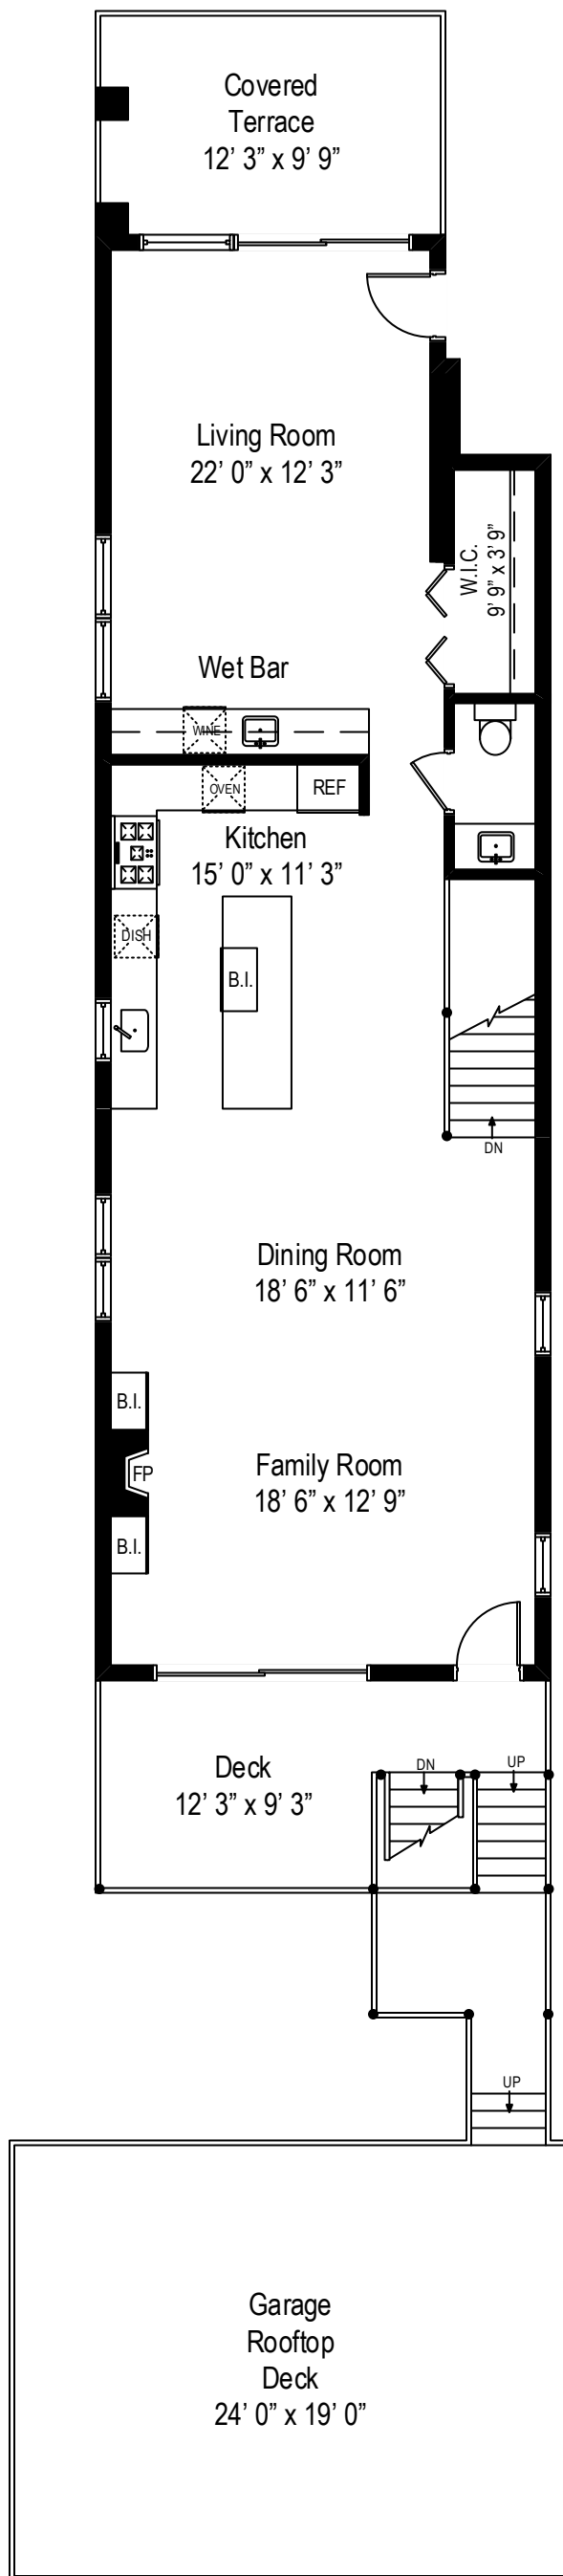 Covered
Terrace
12' 3" x 9' 9"
Living Room
22' 0" x 12' 3"
W.I.C.
9' 9" x 3' 9"
Wet Bar
WINE
OVEN
REF
Kitchen
15' 0" x 11' 3"
DISH
B.I.
DN
Dining Room
18' 6" x 11' 6"
B.I.
FP
Family Room
18' 6" x 12' 9"
B.I.
Deck
12' 3" x 9' 3"
DN
UP
UP
Garage
Rooftop
Deck
24' 0" x 19' 0"